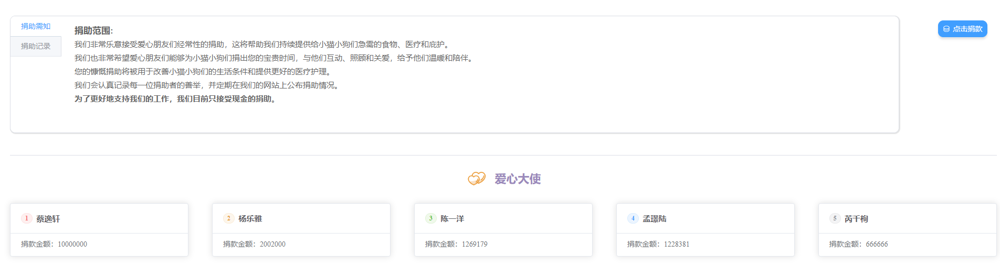 捐助需知
捐助记录
捐助范围:
我们非常乐意接受爱心朋友们经常性的捐助，这将帮助我们持续提供给小猫小狗们急需的食物、医疗和庇护。
我们也非常希望爱心朋友们能够为小猫小狗们捐出您的宝贵时间，与他们互动、照顾和关爱，给予他们温暖和陪伴。
您的慷慨捐助将被用于改善小猫小狗们的生活条件和提供更好的医疗护理。
我们会认真记录每一位捐助者的善举，并定期在我们的网站上公布捐助情况。
为了更好地支持我们的工作，我们目前只接受现金的捐助。
点击捐款
爱心大使
1 蔡逸轩
捐款金额：10000000
2 杨乐雅
捐款金额：2002000
3 陈一洋
捐款金额：1269179
4 孟璟陆
捐款金额：1228381
5 芮千栒
捐款金额：666666